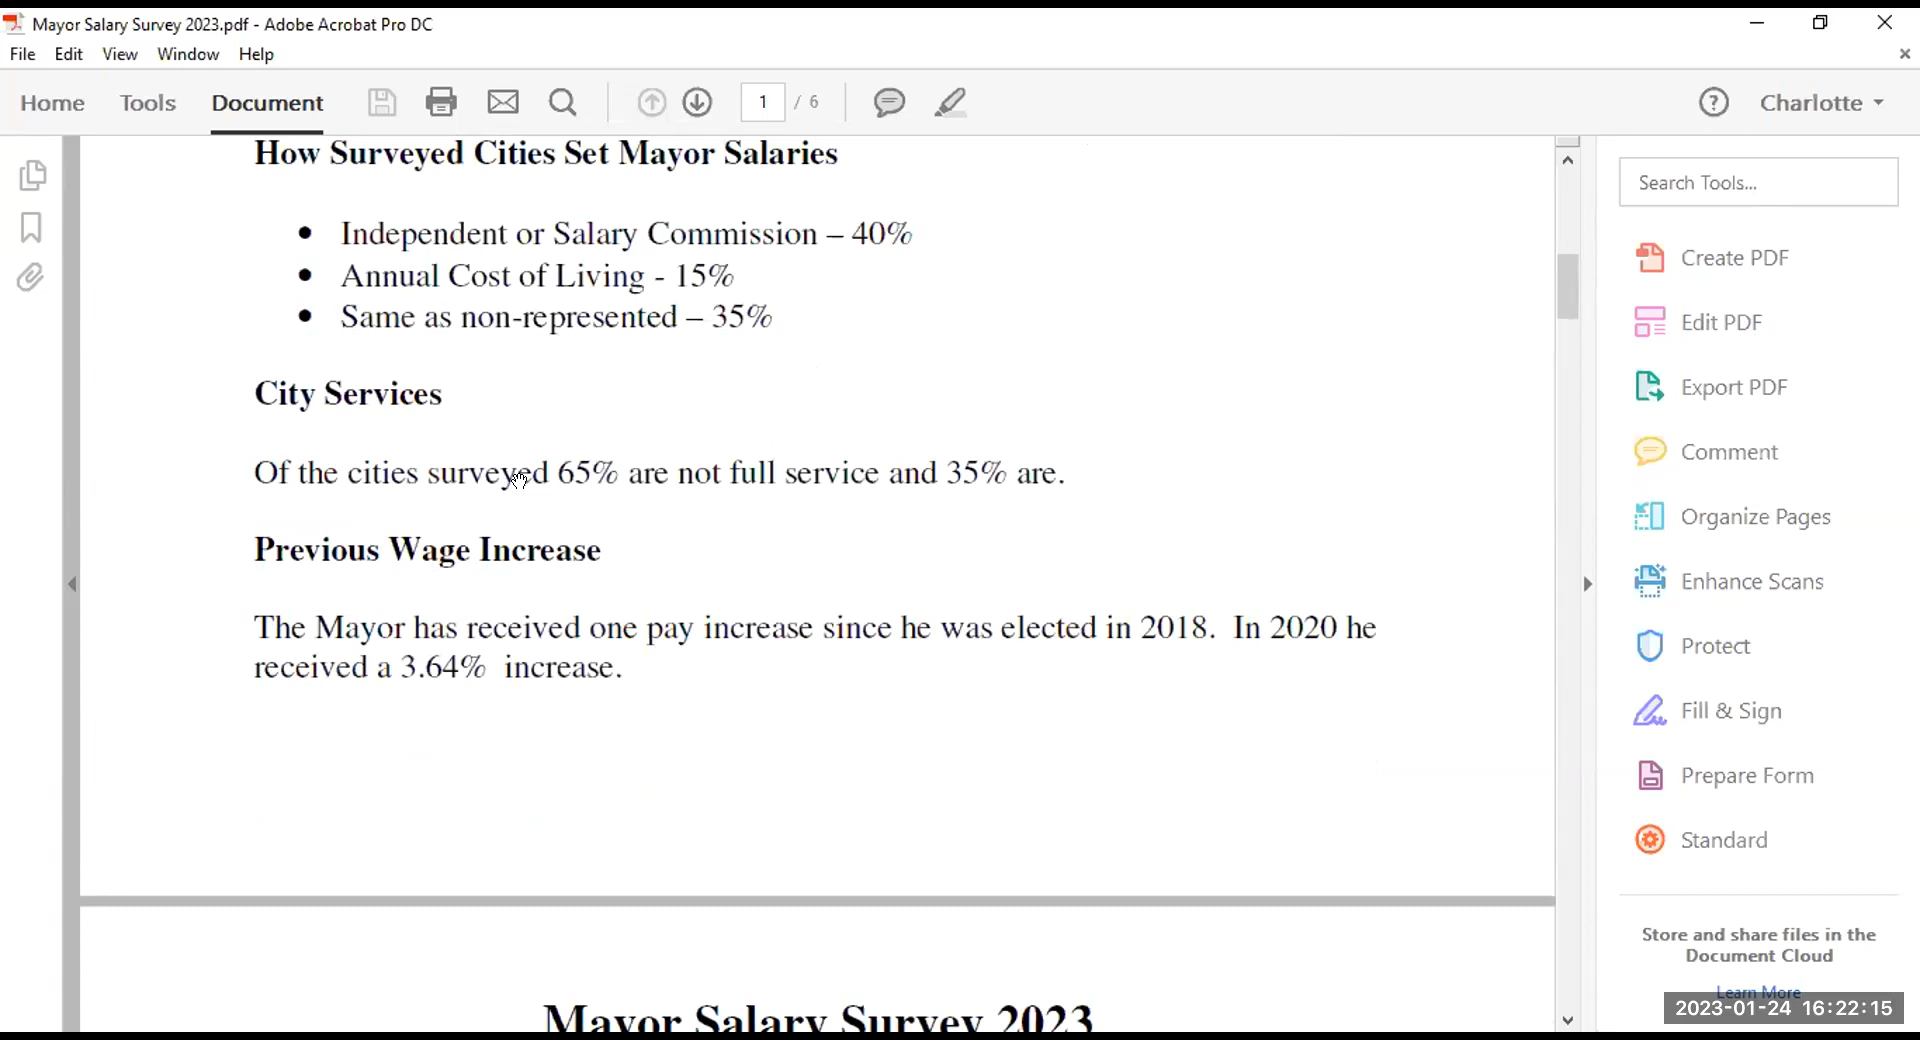 Mayor Salary Survey 2023.pdf - Adobe Acrobat Pro DC
File Edit View Window Help
Home Tools Document 1 / 6 Charlotte
How Surveyed Cities Set Mayor Salaries
Search Tools...
• Independent or Salary Commission – 40%
• Annual Cost of Living - 15%
• Same as non-represented – 35%
City Services
Of the cities surveyed 65% are not full service and 35% are.
Previous Wage Increase
The Mayor has received one pay increase since he was elected in 2018.  In 2020 he
received a 3.64%  increase.
Mayor Salary Survey 2023
Create PDF
Edit PDF
Export PDF
Comment
Organize Pages
Enhance Scans
Protect
Fill & Sign
Prepare Form
Standard
Store and share files in the
Document Cloud
Learn More
2023-01-24 16:22:15